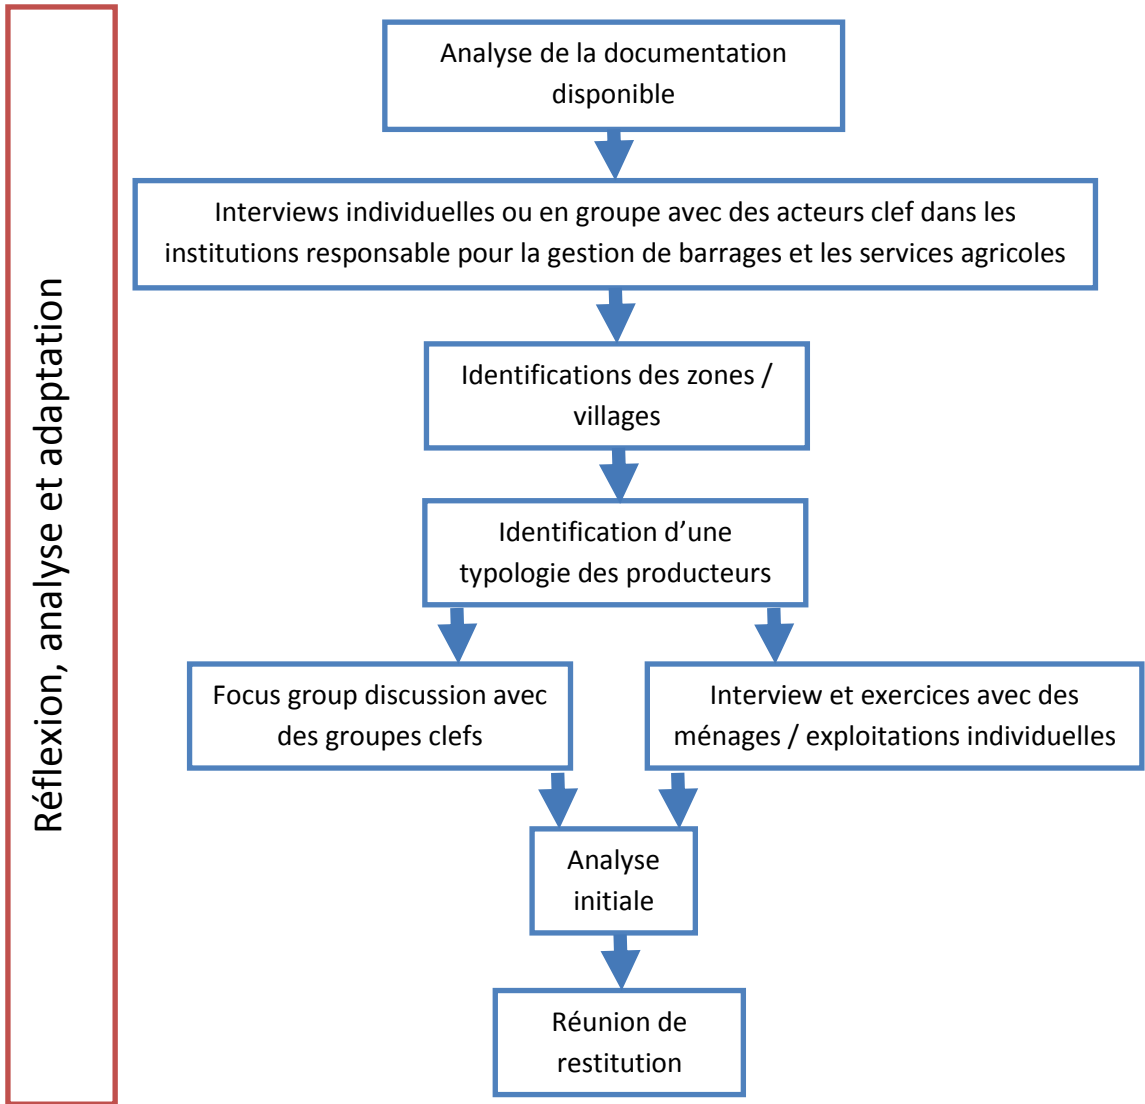 Réflexion, analyse et adaptation
Analyse de la documentation
disponible
Interviews individuelles ou en groupe avec des acteurs clef dans les
institutions responsable pour la gestion de barrages et les services agricoles
Identifications des zones /
villages
Identification d’une
typologie des producteurs
Focus group discussion avec
des groupes clefs
Interview et exercices avec des
ménages / exploitations individuelles
Analyse
initiale
Réunion de
restitution